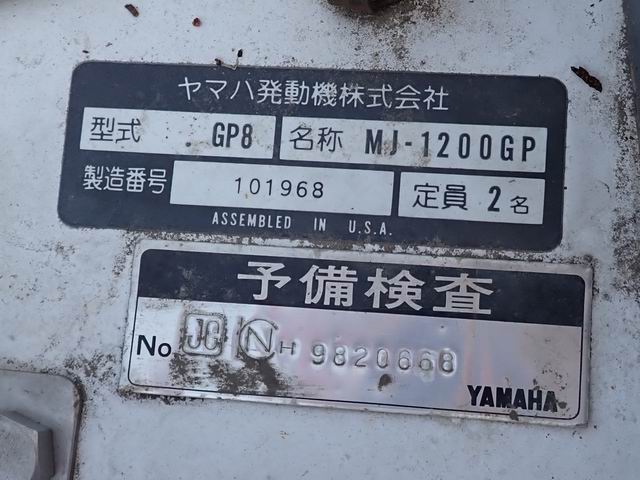 ヤマハ発動機株式会社
型式 GP8 名称 MJ-1200GP
製造番号 101968 定員 2名
ASSEMBLED IN U.S.A.
予備検査
No JC N H 9820668
YAMAHA